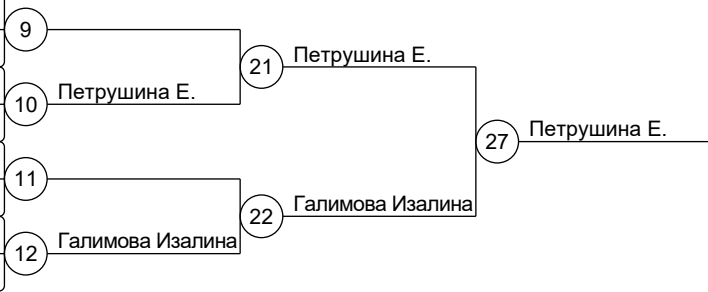 9
21 Петрушина Е.
10 Петрушина Е.
27 Петрушина Е.
11
22 Галимова Изалина
12 Галимова Изалина